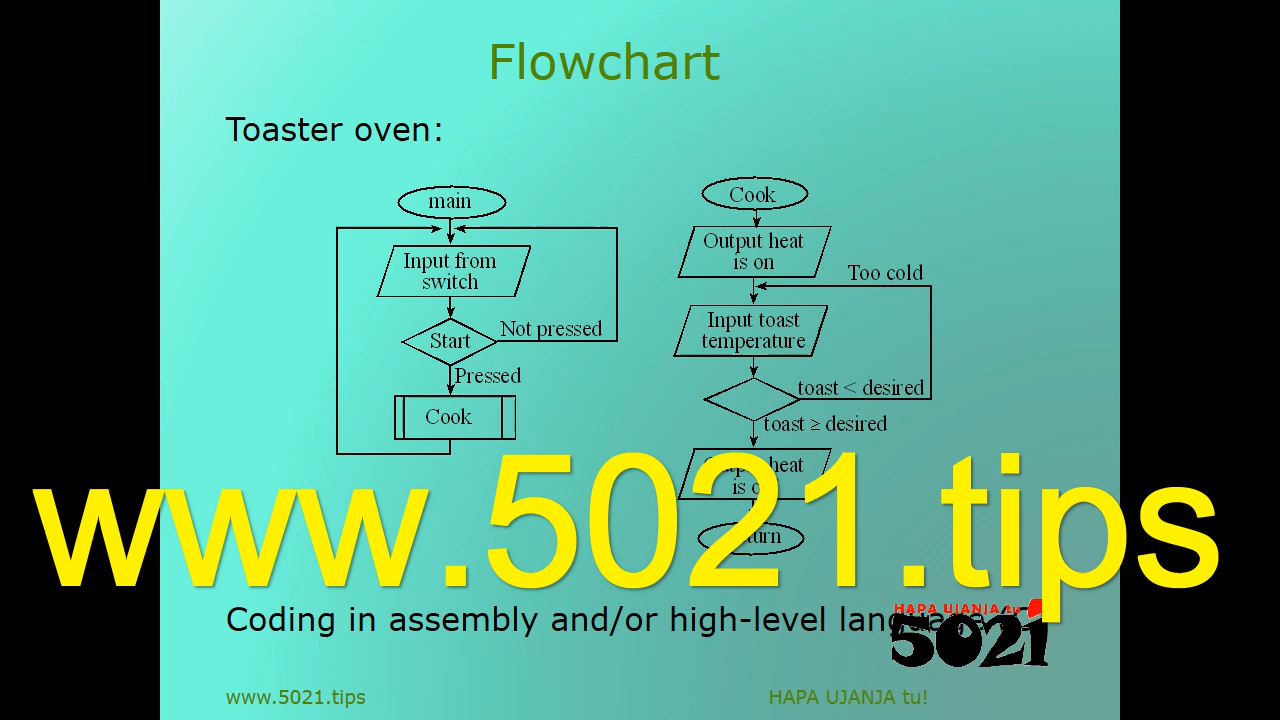 Flowchart
Toaster oven:
main
Input from
switch
Start
Not pressed
Pressed
Cook
Cook
Output heat
is on
Too cold
Input toast
temperature
toast < desired
toast ≥ desired
heat
is
www.5021.tips
Coding in assembly and/or high-level
HAPA UJANJA tu
5021
www.5021.tips
HAPA UJANJA tu!